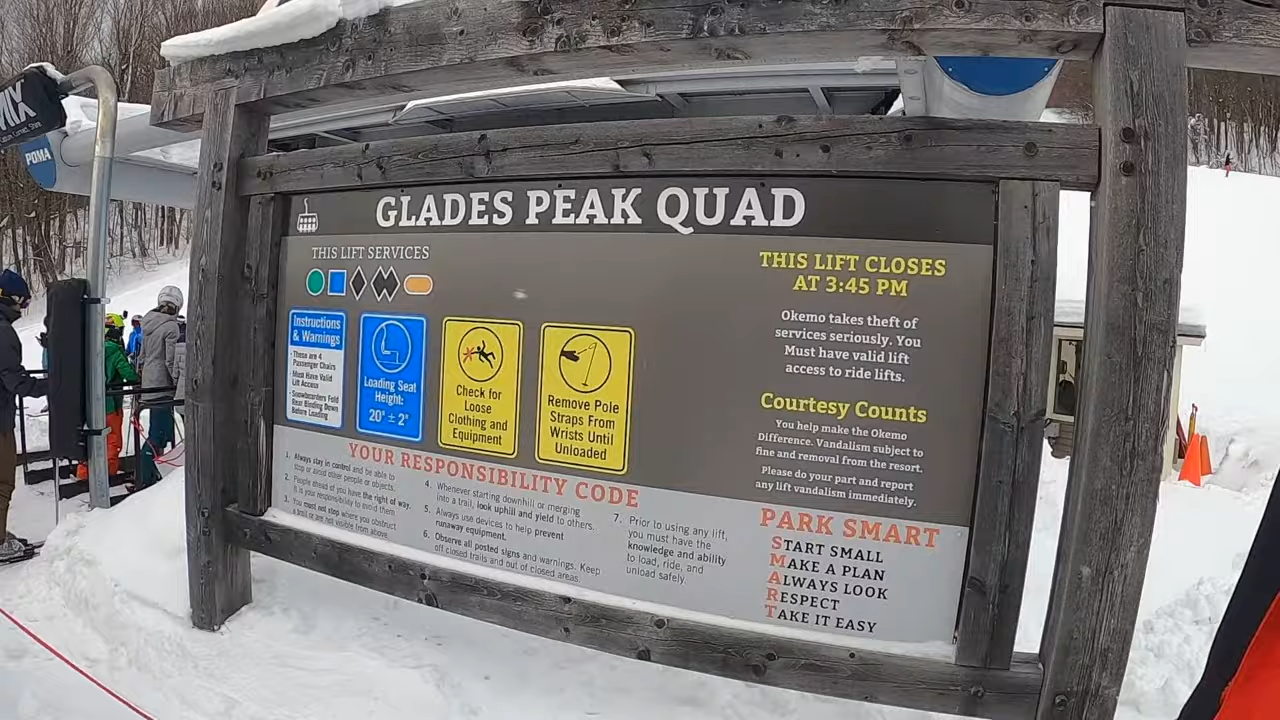 MIX
POMA
GLADES PEAK QUAD
THIS LIFT SERVICES
Instructions
& Warnings
• These are 4
Passenger Chairs
• Must Have Valid
Lift Access
• Snowboarders Fold
Rear Binding Down
Before Loading
Loading Seat
Height:
20" ± 2"
Check for
Loose
Clothing and
Equipment
Remove Pole
Straps From
Wrists Until
Unloaded
THIS LIFT CLOSES
AT 3:45 PM
Okemo takes theft of
services seriously. You
Must have valid lift
access to ride lifts.
Courtesy Counts
You help make the Okemo
Difference. Vandalism subject to
fine and removal from the resort.
Please do your part and report
any lift vandalism immediately.
YOUR RESPONSIBILITY CODE
1. Always stay in control and be able to
stop or avoid other people or objects.
2. People ahead of you have the right of way.
It is your responsibility to avoid them.
3. You must not stop where you obstruct
a trail or are not visible from above.
4. Whenever starting downhill or merging
into a trail, look uphill and yield to others.
5. Always use devices to help prevent
runaway equipment.
6. Observe all posted signs and warnings. Keep
off closed trails and out of closed areas.
7. Prior to using any lift,
you must have the
knowledge and ability
to load, ride, and
unload safely.
PARK SMART
START SMALL
MAKE A PLAN
ALWAYS LOOK
RESPECT
TAKE IT EASY